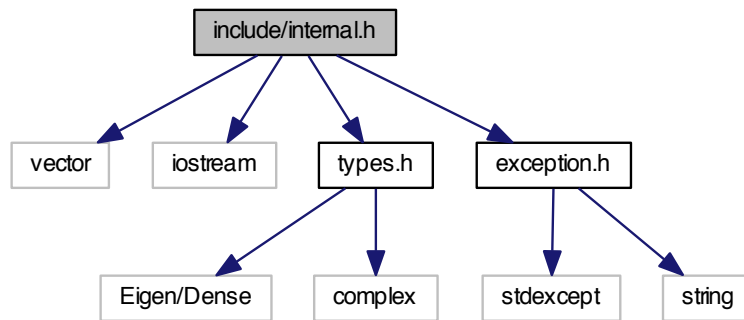 include/internal.h
vector
iostream
types.h
exception.h
Eigen/Dense
complex
stdexcept
string